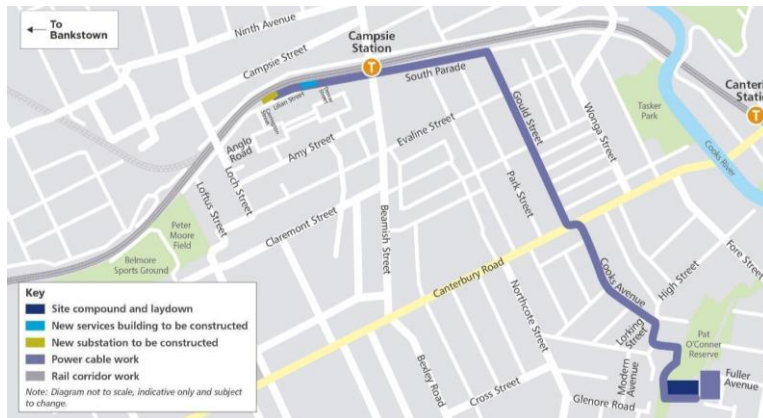 To
Bankstown
Ninth Avenue
Campsie Street
Campsie
Station
T
South Parade
Lilian Street
Anglo
Road
Loch Street
Loftus Street
Amy Street
Evaline Street
Claremont Street
Beamish Street
Gould Street
Park Street
Wonga Street
Tasker
Park
Cooks River
Canter
Statio
T
Peter
Moore
Field
Belmore
Sports Ground
Canterbury Road
Cooks Avenue
High Street
Fore Street
Northcote Street
Bexley Road
Cross Street
Lorking
Street
Modern
Avenue
Glenore Road
Pat
O'Conner
Reserve
Fuller
Avenue
Key
Site compound and laydown
New services building to be constructed
New substation to be constructed
Power cable work
Rail corridor work
Note: Diagram not to scale, indicative only and subject
to change.